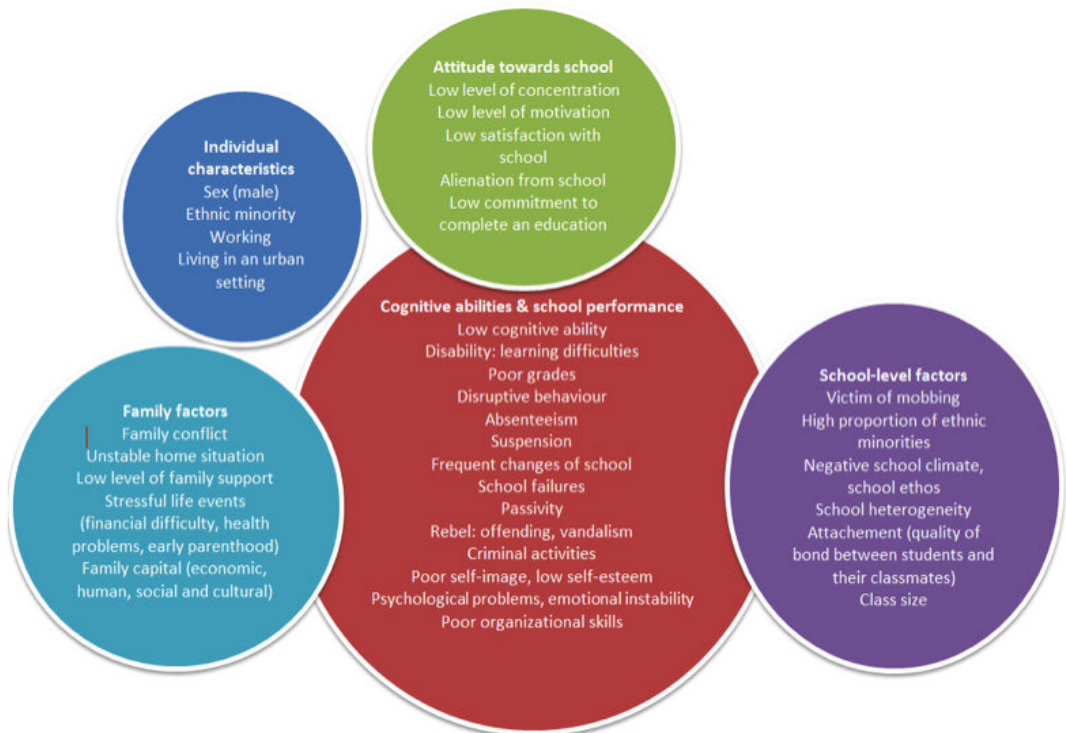 Attitude towards school
Low level of concentration
Low level of motivation
Low satisfaction with
school
Alienation from school
Low commitment to
complete an education
Individual
characteristics
Sex (male)
Ethnic minority
Working
Living in an urban
setting
Cognitive abilities & school performance
Low cognitive ability
Disability: learning difficulties
Poor grades
Disruptive behaviour
Absenteeism
Suspension
Frequent changes of school
School failures
Passivity
Rebel: offending, vandalism
Criminal activities
Poor self-image, low self-esteem
Psychological problems, emotional instability
Poor organizational skills
Family factors
Family conflict
Unstable home situation
Low level of family support
Stressful life events
(financial difficulty, health
problems, early parenthood)
Family capital (economic,
human, social and cultural)
School-level factors
Victim of mobbing
High proportion of ethnic
minorities
Negative school climate,
school ethos
School heterogeneity
Attachement (quality of
bond between students and
their classmates)
Class size